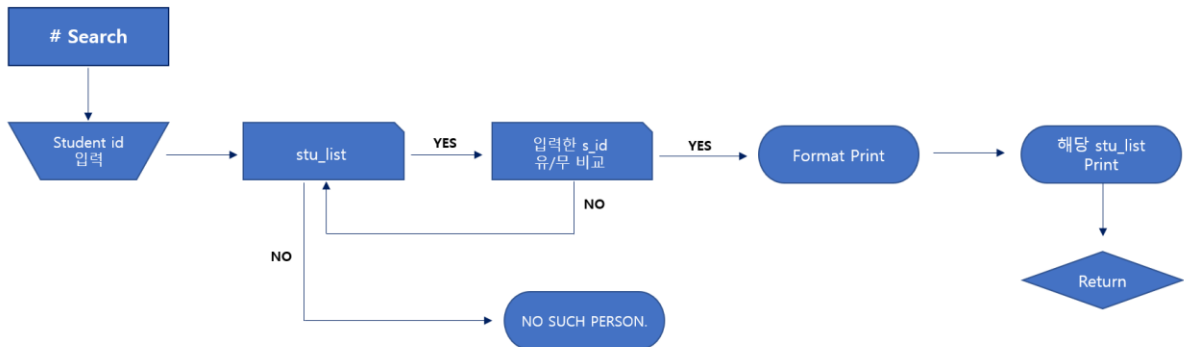 # Search
Student id
입력
stu_list
YES
입력한 s_id
유/무 비교
YES
Format Print
해당 stu_list
Print
NO
NO
Return
NO SUCH PERSON.